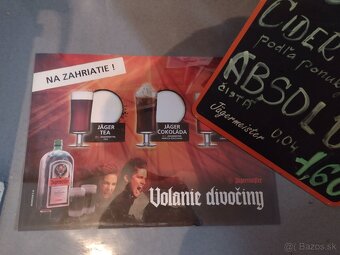 NA ZAHRIATIE !
JÄGER
TEA
JÄGER
ČOKOLÁDA
Jägermeister
Volanie divočiny
CIDER
podľa ponuky
ABSOL
ČISTÁ
Jägermeister 0,04
1,60
© Bazos.sk